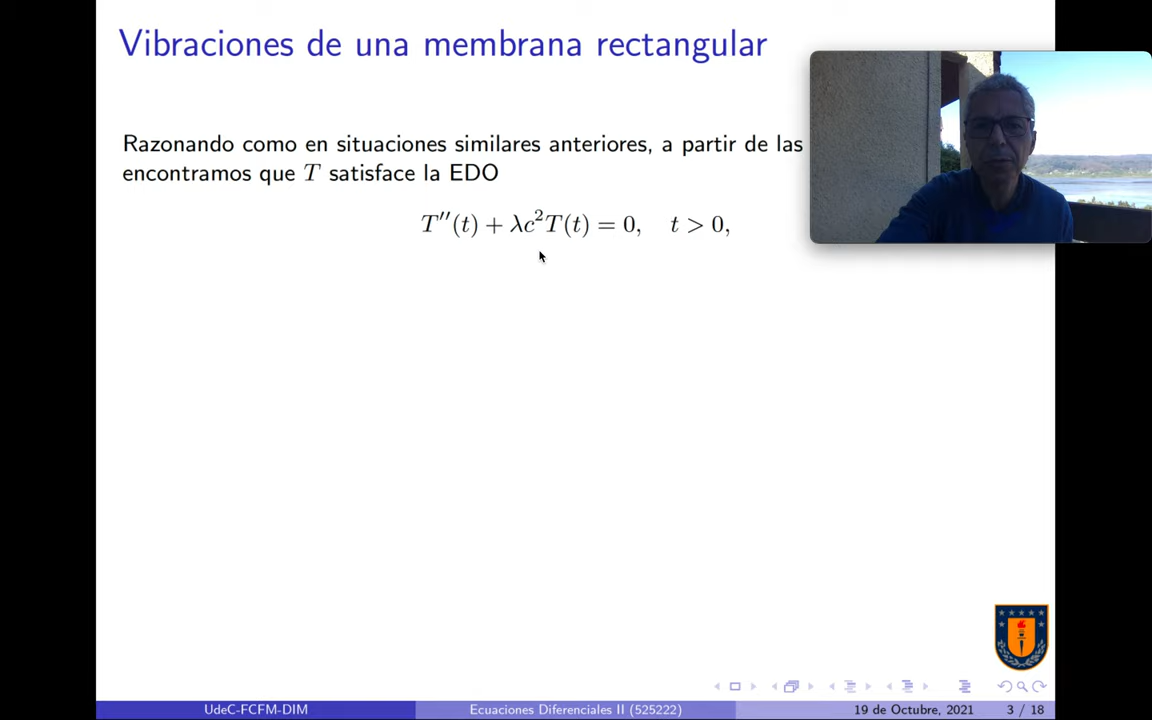 Vibraciones de una membrana rectangular
Razonando como en situaciones similares anteriores, a partir de las
encontramos que T satisface la EDO
T′′(t) + λc²T(t) = 0, t > 0,
UdeC-FCFM-DIM
Ecuaciones Diferenciales II (525222)
19 de Octubre, 2021
3 / 18